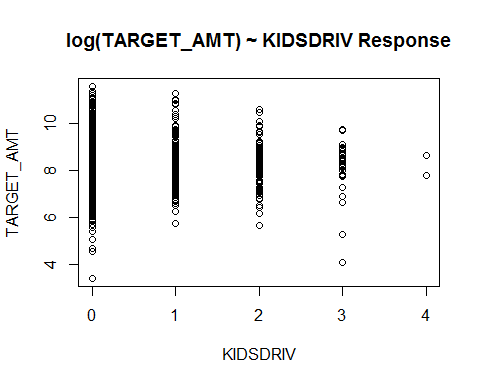 log(TARGET_AMT) ~ KIDSDRIV Response
TARGET_AMT
10
8
6
4
0 1 2 3 4
KIDSDRIV